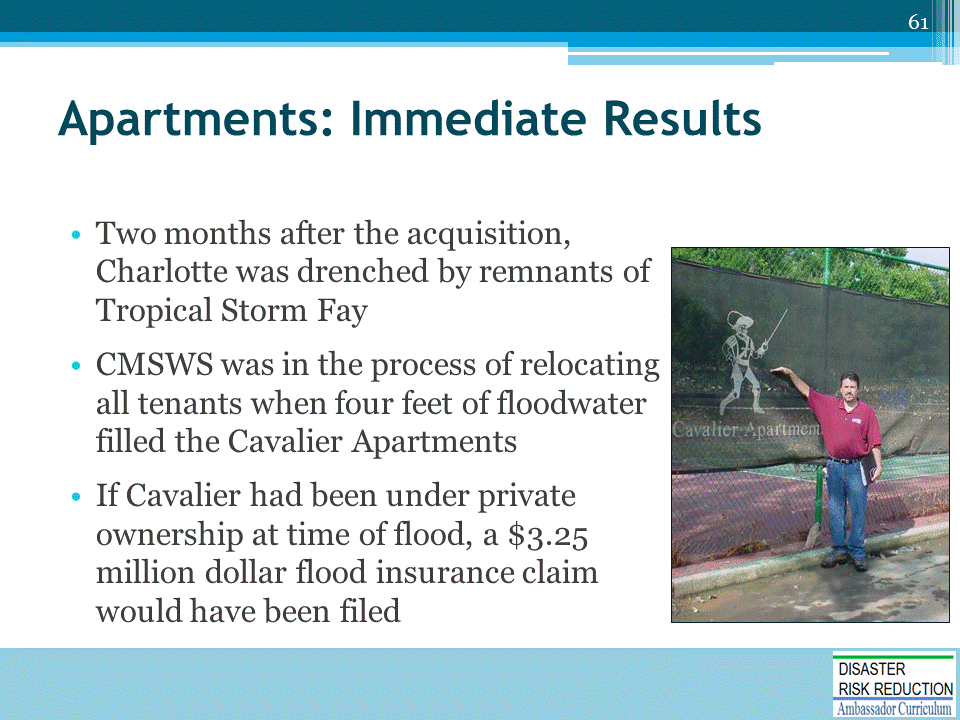 61
Apartments: Immediate Results
• Two months after the acquisition,
Charlotte was drenched by remnants of
Tropical Storm Fay
• CMSWS was in the process of relocating
all tenants when four feet of floodwater
filled the Cavalier Apartments
• If Cavalier had been under private
ownership at time of flood, a $3.25
million dollar flood insurance claim
would have been filed
Cavalier Apartmen
DISASTER
RISK REDUCTION
Ambassador Curriculum